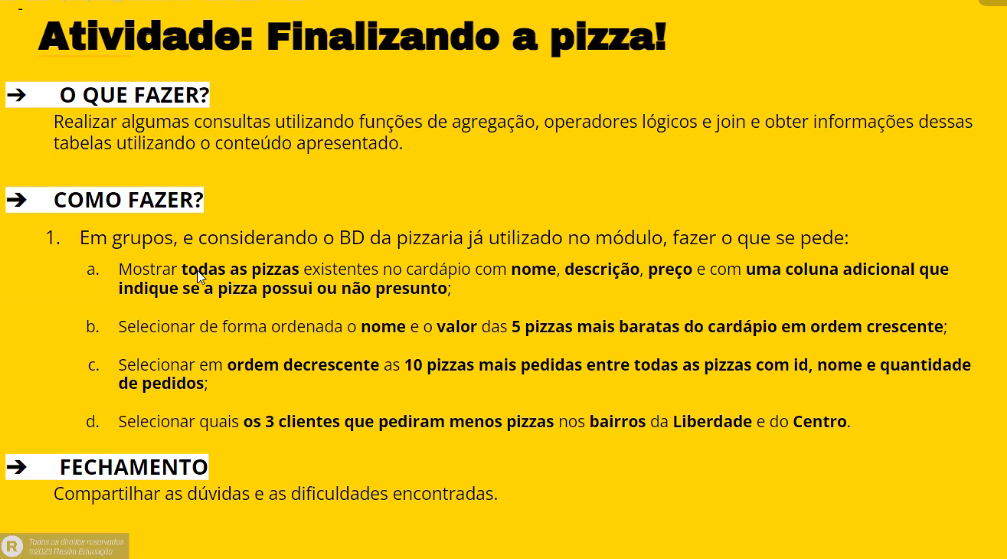 Atividade: Finalizando a pizza!
➔ O QUE FAZER?
Realizar algumas consultas utilizando funções de agregação, operadores lógicos e join e obter informações dessas
tabelas utilizando o conteúdo apresentado.
➔ COMO FAZER?
1. Em grupos, e considerando o BD da pizzaria já utilizado no módulo, fazer o que se pede:
a. Mostrar todas as pizzas existentes no cardápio com nome, descrição, preço e com uma coluna adicional que
indique se a pizza possui ou não presunto;
b. Selecionar de forma ordenada o nome e o valor das 5 pizzas mais baratas do cardápio em ordem crescente;
c. Selecionar em ordem decrescente as 10 pizzas mais pedidas entre todas as pizzas com id, nome e quantidade
de pedidos;
d. Selecionar quais os 3 clientes que pediram menos pizzas nos bairros da Liberdade e do Centro.
➔ FECHAMENTO
Compartilhar as dúvidas e as dificuldades encontradas.
R
Todos os direitos reservados
©2023 Resilia Educação